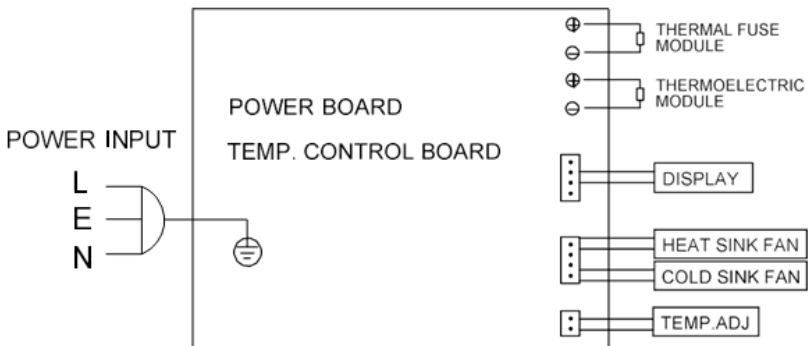 THERMAL FUSE
MODULE
THERMOELECTRIC
MODULE
POWER BOARD
TEMP. CONTROL BOARD
POWER INPUT
L
E
N
DISPLAY
HEAT SINK FAN
COLD SINK FAN
TEMP.ADJ